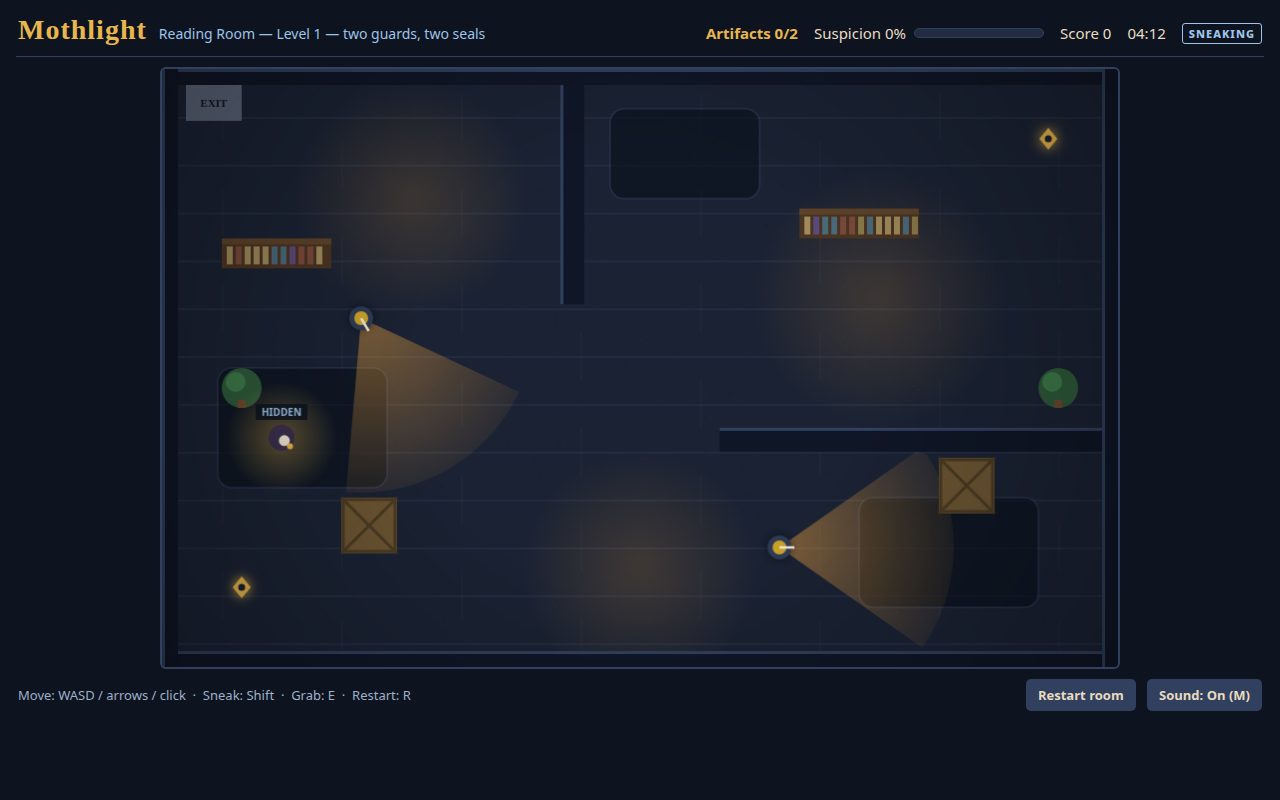 Mothlight Reading Room — Level 1 — two guards, two seals Artifacts 0/2 Suspicion 0% Score 0 04:12 SNEAKING
EXIT
HIDDEN
Move: WASD / arrows / click · Sneak: Shift · Grab: E · Restart: R Restart room Sound: On (M)